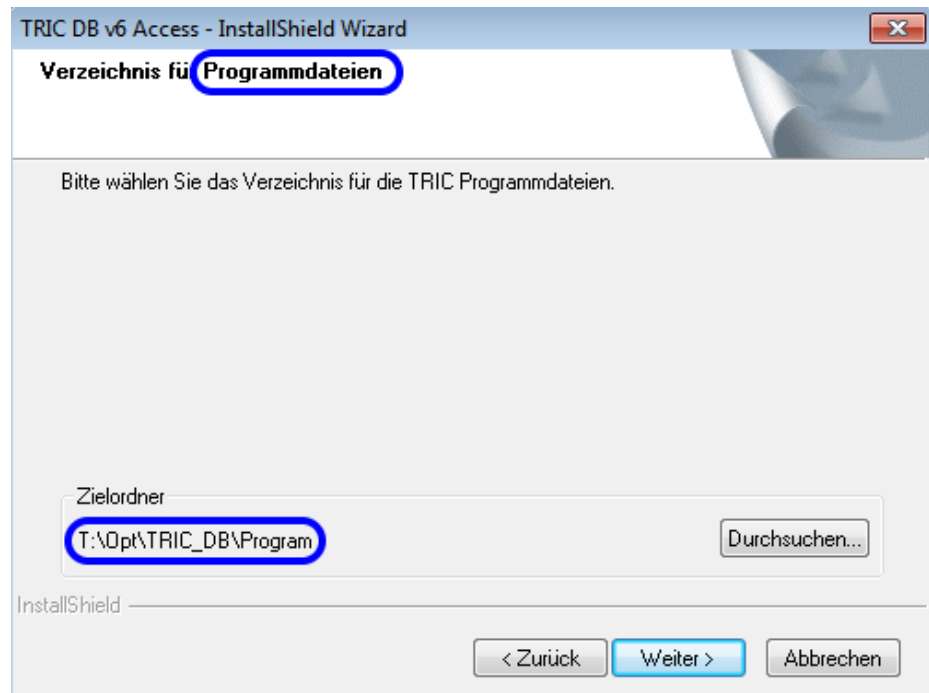 TRIC DB v6 Access - InstallShield Wizard
Verzeichnis für Programmdateien
Bitte wählen Sie das Verzeichnis für die TRIC Programmdateien.
Zielordner
T:\Opt\TRIC_DB\Program
Durchsuchen...
InstallShield
< Zurück
Weiter >
Abbrechen